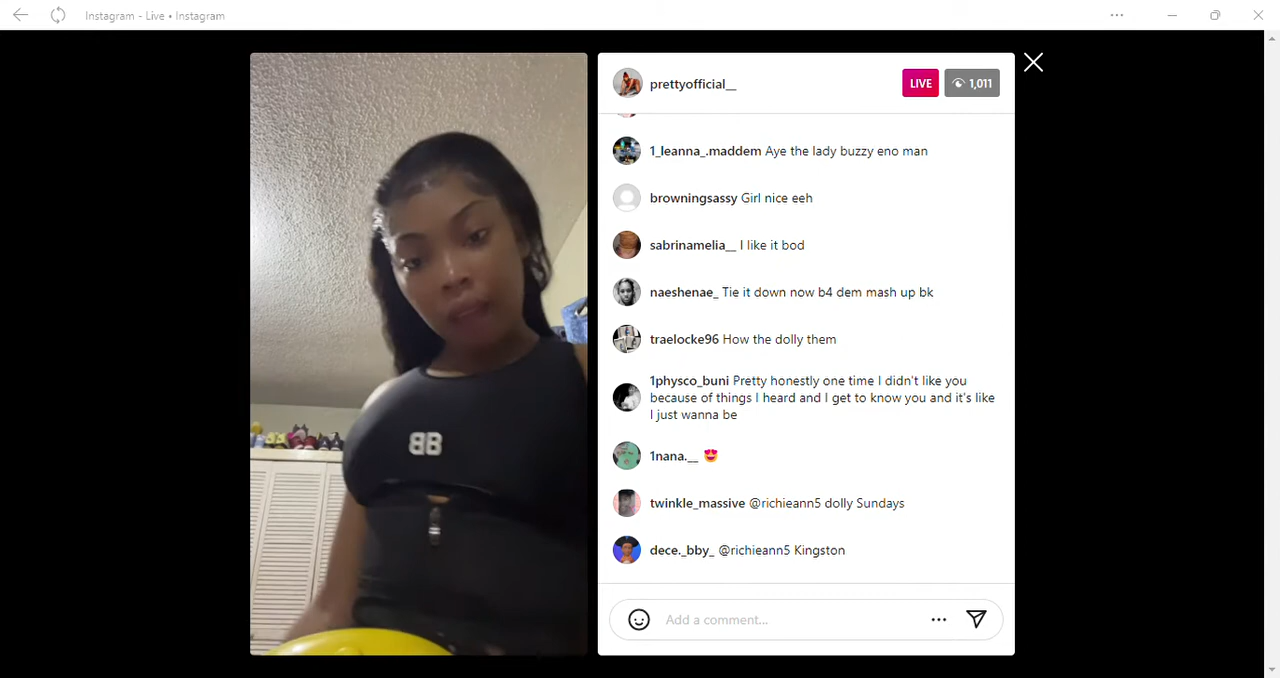 Instagram - Live • Instagram
prettyofficial__
LIVE
1,011
1_leanna_.maddem Aye the lady buzzy eno man
browningsassy Girl nice eeh
sabrinamelia__ I like it bod
naeshenae_ Tie it down now b4 dem mash up bk
traelocke96 How the dolly them
1physco_buni Pretty honestly one time I didn't like you
because of things I heard and I get to know you and it's like
I just wanna be
1nana.__ 😍
twinkle_massive @richieann5 dolly Sundays
dece._bby_ @richieann5 Kingston
Add a comment...
BB